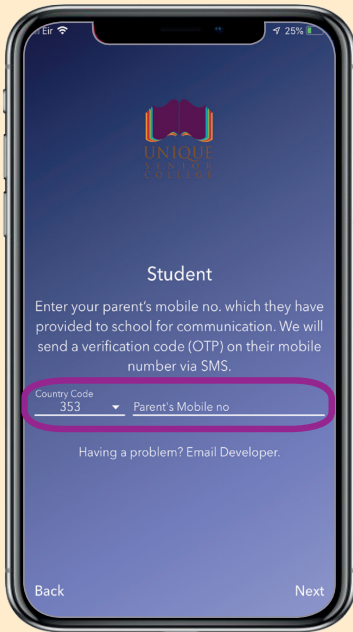 Eir 25%
UNIQUE
SENIOR
COLLEGE
Student
Enter your parent's mobile no. which they have
provided to school for communication. We will
send a verification code (OTP) on their mobile
number via SMS.
Country Code
353 Parent's Mobile no
Having a problem? Email Developer.
Back Next